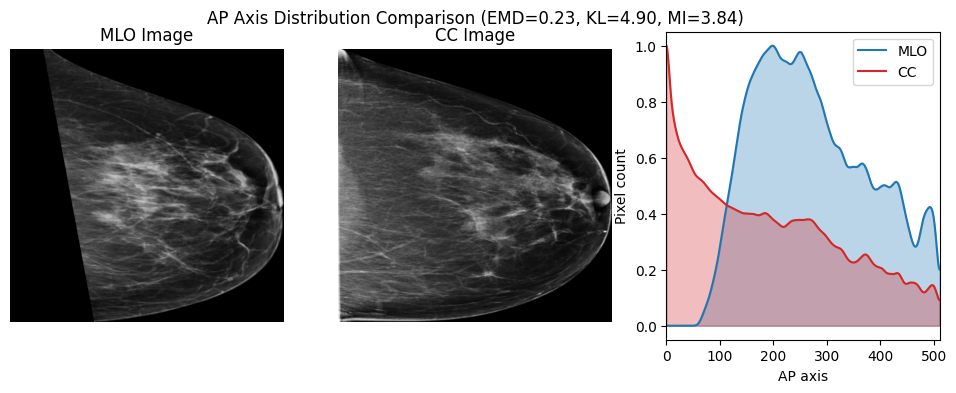 AP Axis Distribution Comparison (EMD=0.23, KL=4.90, MI=3.84)
MLO Image
CC Image
MLO
CC
Pixel count
1.0
0.8
0.6
0.4
0.2
0.0
0 100 200 300 400 500
AP axis